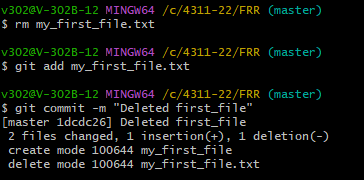 v302@V-302B-12 MINGW64 /c/4311-22/FRR (master)
$ rm my_first_file.txt
v302@V-302B-12 MINGW64 /c/4311-22/FRR (master)
$ git add my_first_file.txt
v302@V-302B-12 MINGW64 /c/4311-22/FRR (master)
$ git commit -m "Deleted first_file"
[master 1dcdc26] Deleted first_file
 2 files changed, 1 insertion(+), 1 deletion(-)
 create mode 100644 my_first_file
 delete mode 100644 my_first_file.txt